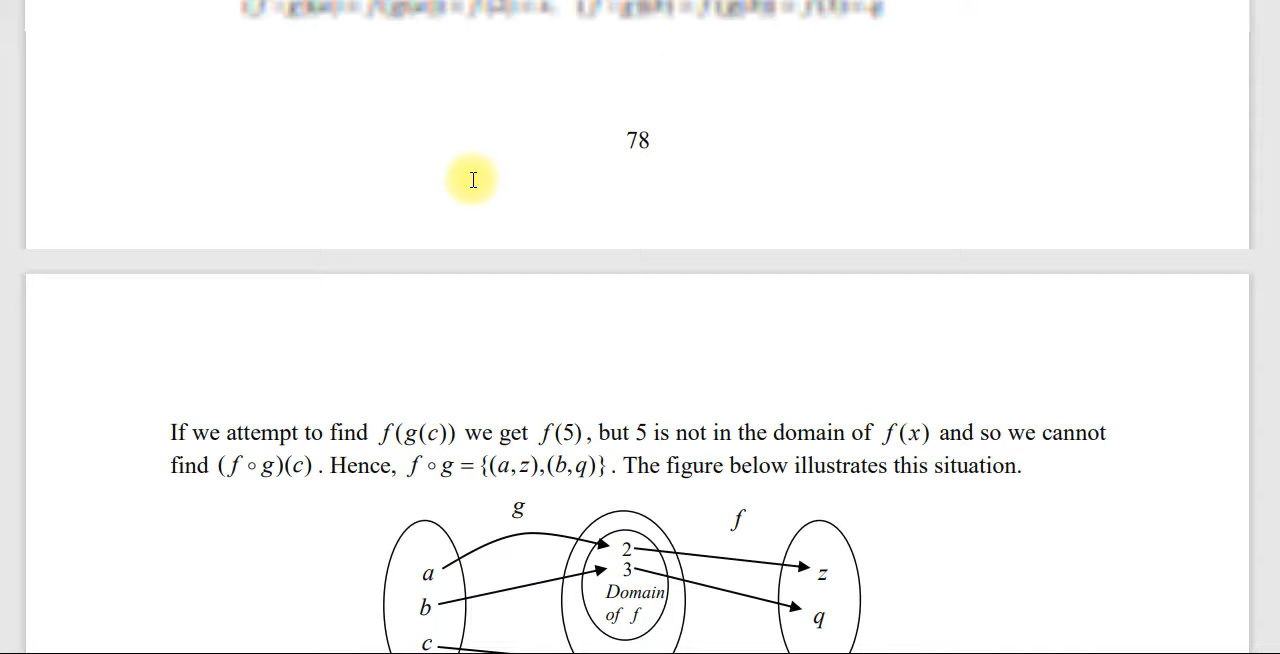 78
If we attempt to find f(g(c)) we get f(5), but 5 is not in the domain of f(x) and so we cannot
find (f∘g)(c). Hence, f∘g = {(a,z),(b,q)}. The figure below illustrates this situation.
g
f
2
a
3
z
Domain
b
of f
q
c